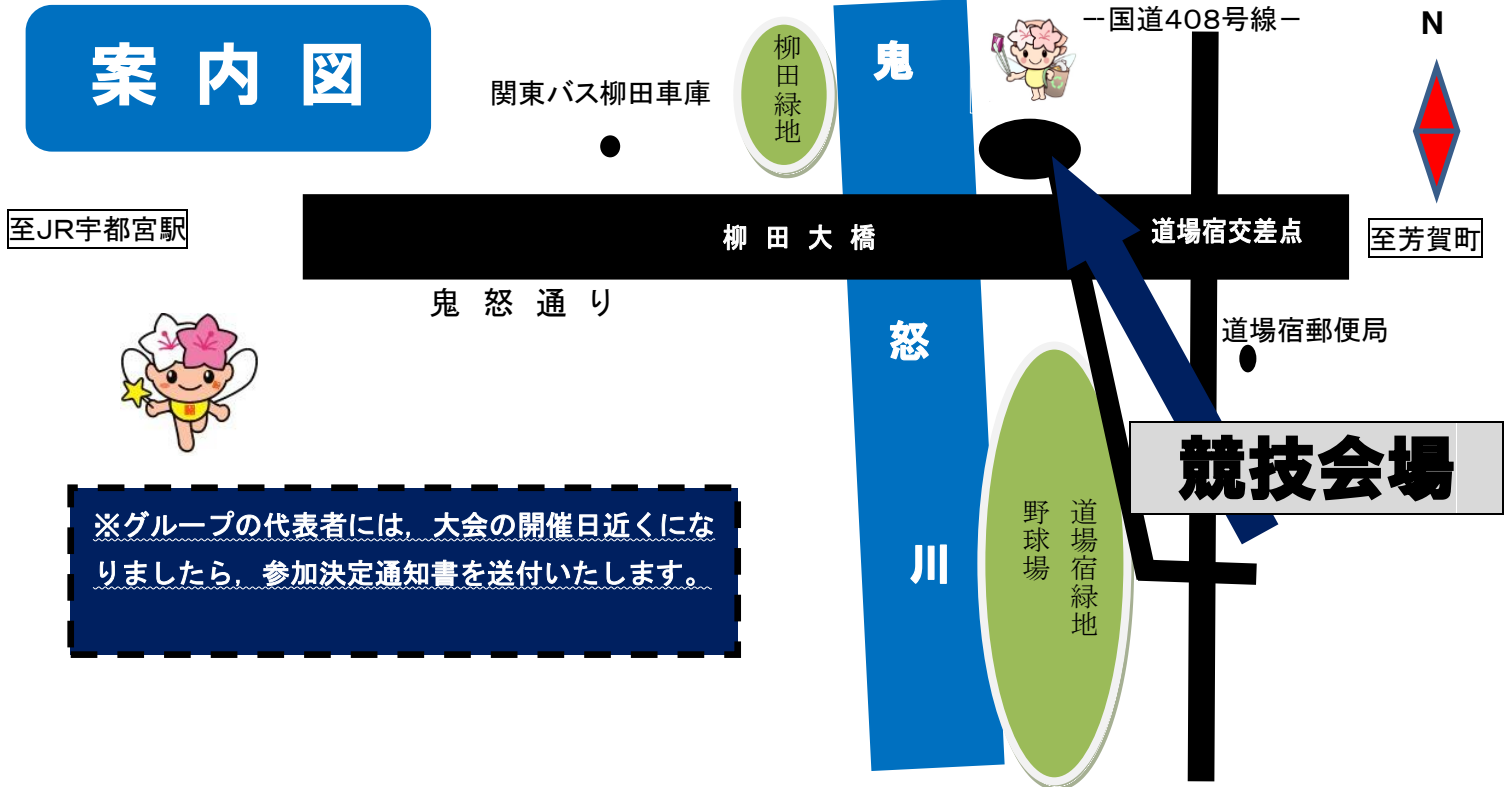 案内図
関東バス柳田車庫
柳田緑地
鬼
−国道408号線−
N
至JR宇都宮駅
柳田大橋
道場宿交差点
至芳賀町
鬼怒通り
怒
道場宿郵便局
競技会場
※グループの代表者には，大会の開催日近くにな
りましたら，参加決定通知書を送付いたします。
川
道場宿緑地
野球場